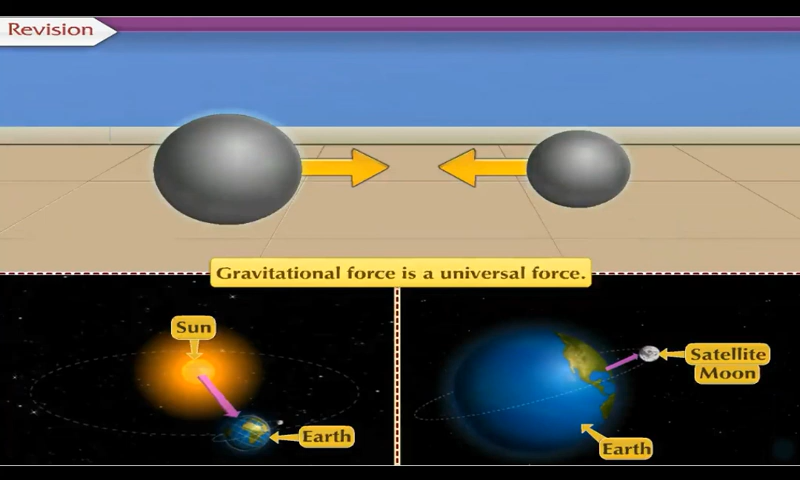 Revision
Gravitational force is a universal force.
Sun
Earth
Satellite
Moon
Earth